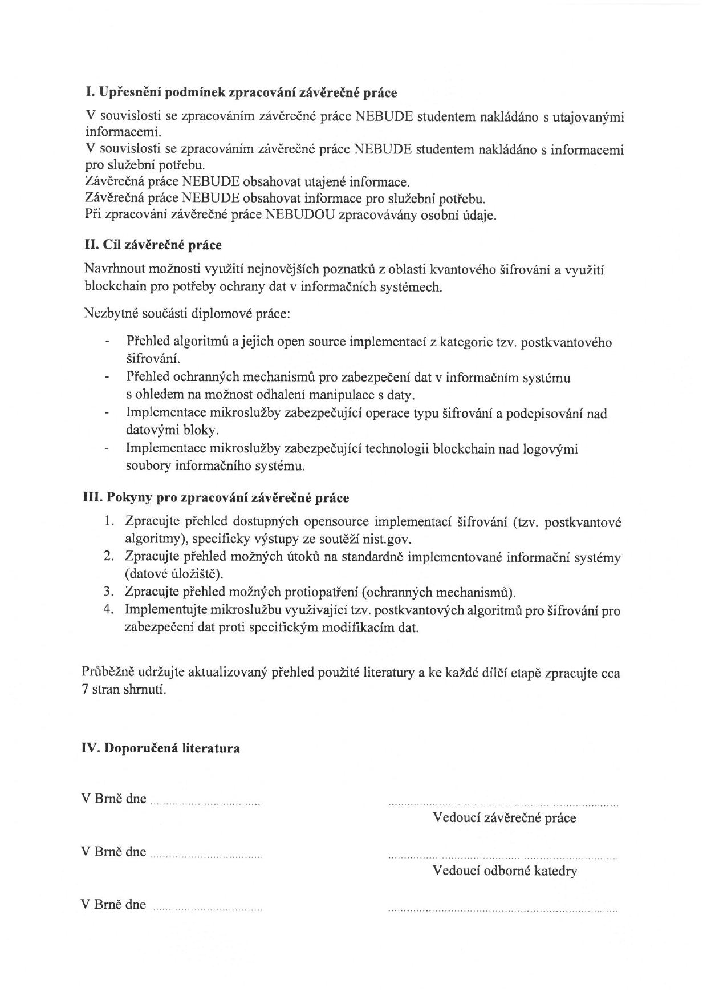 I. Upřesnění podmínek zpracování závěrečné práce
V souvislosti se zpracováním závěrečné práce NEBUDE studentem nakládáno s utajovanými
informacemi.
V souvislosti se zpracováním závěrečné práce NEBUDE studentem nakládáno s informacemi
pro služební potřebu.
Závěrečná práce NEBUDE obsahovat utajené informace.
Závěrečná práce NEBUDE obsahovat informace pro služební potřebu.
Při zpracování závěrečné práce NEBUDOU zpracovávány osobní údaje.
II. Cíl závěrečné práce
Navrhnout možnosti využití nejnovějších poznatků z oblasti kvantového šifrování a využití
blockchain pro potřeby ochrany dat v informačních systémech.
Nezbytné součásti diplomové práce:
- Přehled algoritmů a jejich open source implementací z kategorie tzv. postkvantového
šifrování.
- Přehled ochranných mechanismů pro zabezpečení dat v informačním systému
s ohledem na možnost odhalení manipulace s daty.
- Implementace mikroslužby zabezpečující operace typu šifrování a podepisování nad
datovými bloky.
- Implementace mikroslužby zabezpečující technologii blockchain nad logovými
soubory informačního systému.
III. Pokyny pro zpracování závěrečné práce
1. Zpracujte přehled dostupných opensource implementací šifrování (tzv. postkvantové
algoritmy), specificky výstupy ze soutěží nist.gov.
2. Zpracujte přehled možných útoků na standardně implementované informační systémy
(datové úložiště).
3. Zpracujte přehled možných protiopatření (ochranných mechanismů).
4. Implementujte mikroslužbu využívající tzv. postkvantových algoritmů pro šifrování pro
zabezpečení dat proti specifickým modifikacím dat.
Průběžně udržujte aktualizovaný přehled použité literatury a ke každé dílčí etapě zpracujte cca
7 stran shrnutí.
IV. Doporučená literatura
V Brně dne ................................. ....................................................................
Vedoucí závěrečné práce
V Brně dne ................................. ....................................................................
Vedoucí odborné katedry
V Brně dne ................................. ....................................................................